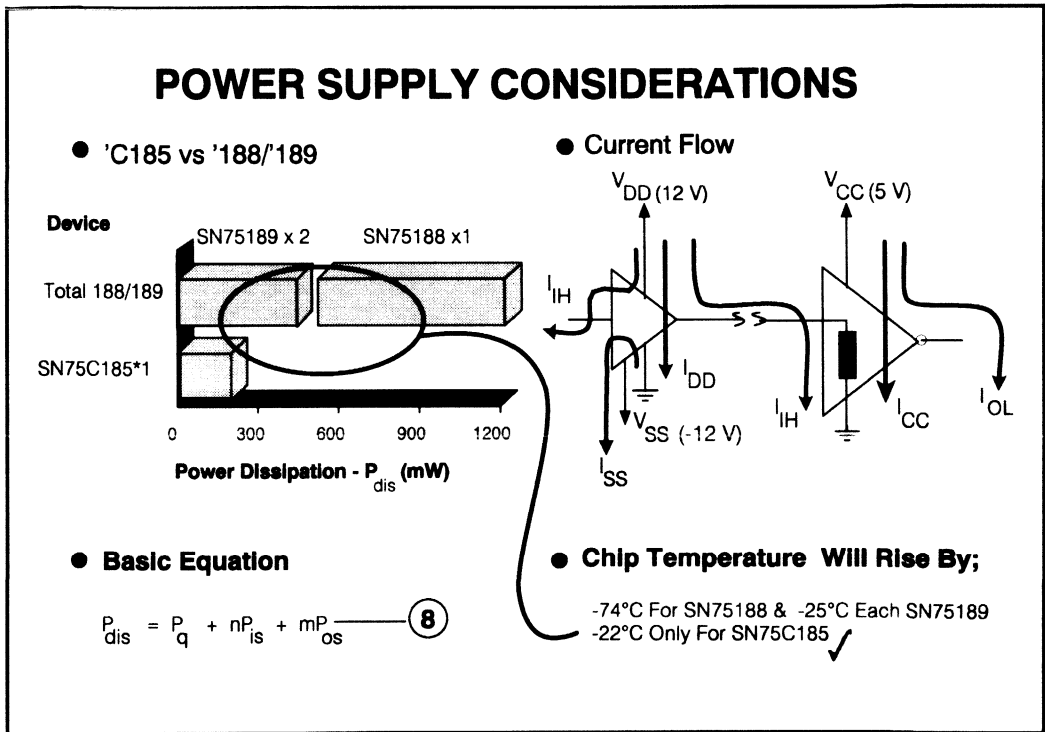 POWER SUPPLY CONSIDERATIONS
● 'C185 vs '188/'189
Device
SN75189 x 2 SN75188 x1
Total 188/189
SN75C185*1
0 300 600 900 1200
Power Dissipation - Pdis (mW)
● Current Flow
VDD (12 V)
VCC (5 V)
IIH
IDD
VSS (-12 V)
ISS
IIH
ICC
IOL
● Basic Equation
Pdis = Pq + nPis + mPos 8
● Chip Temperature Will Rise By;
-74°C For SN75188 & -25°C Each SN75189
-22°C Only For SN75C185 ✓